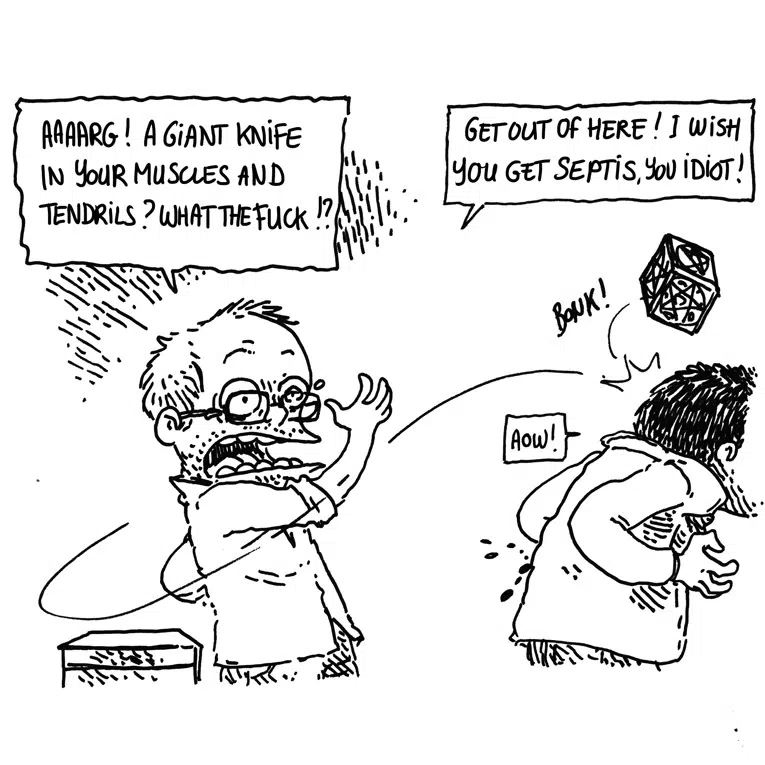 AAAARG! A GIANT KNIFE
IN YOUR MUSCLES AND
TENDRILS? WHAT THE FUCK!?
GET OUT OF HERE! I WISH
YOU GET SEPTIS, YOU IDIOT!
BONK!
AOW!